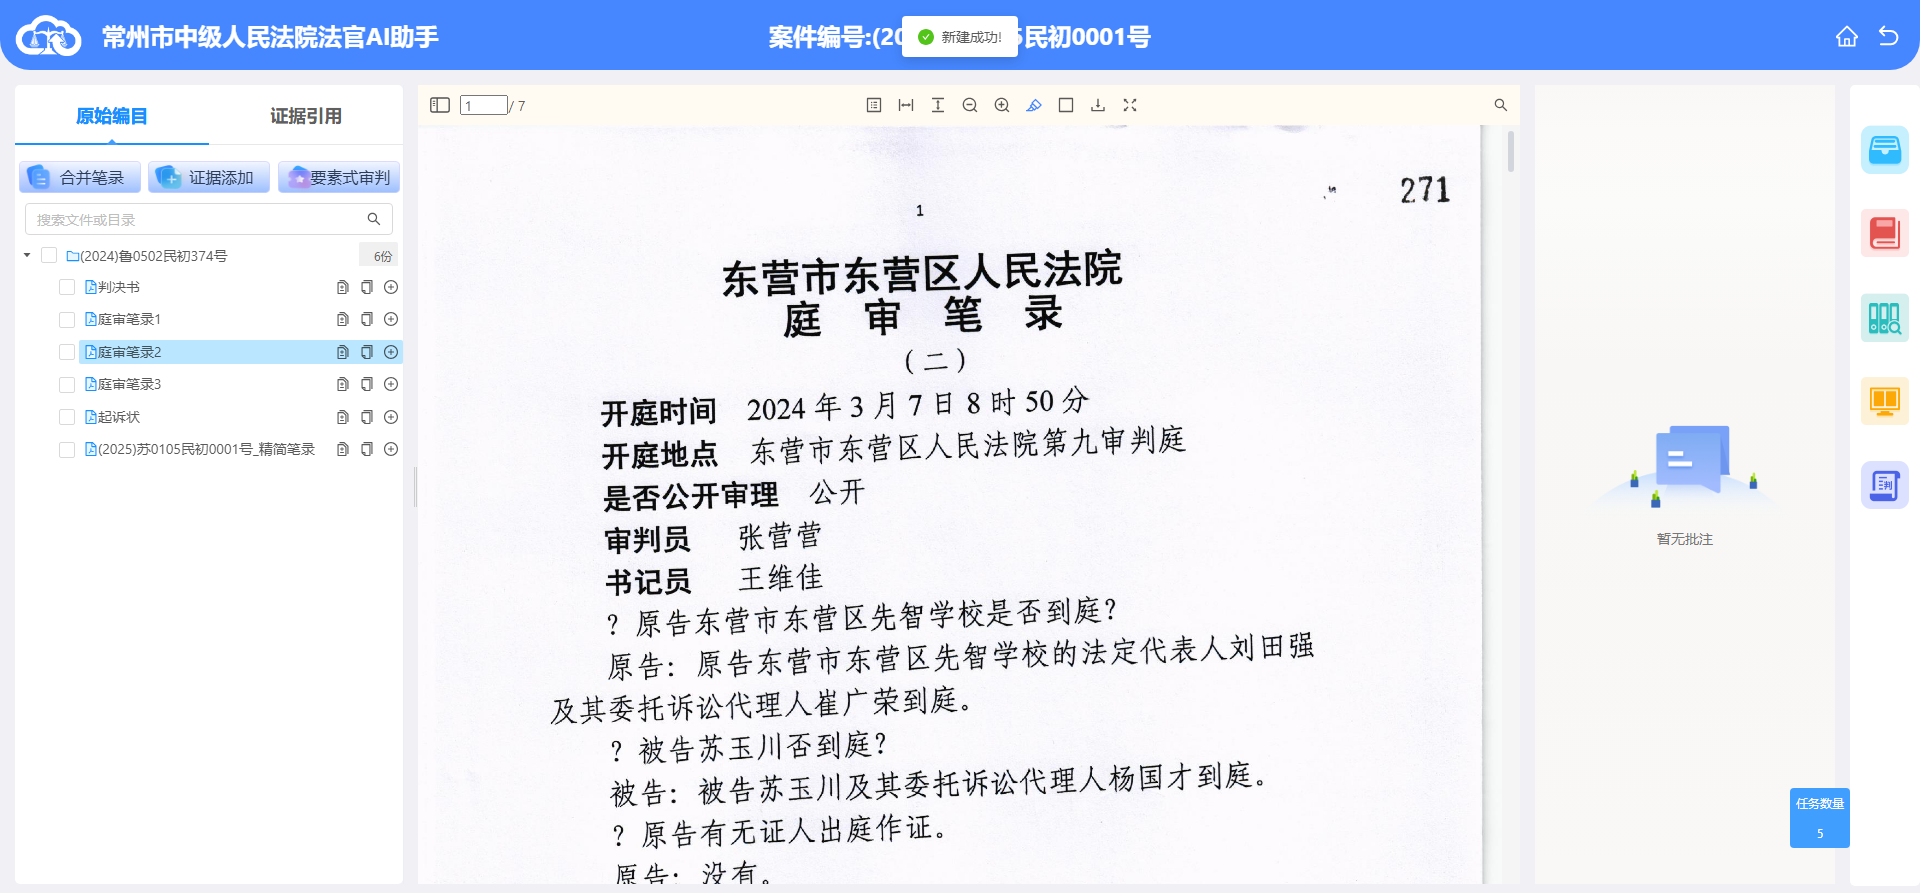 常州市中级人民法院法官AI助手
案件编号:(20
新建成功!
5民初0001号
原始编目
证据引用
合并笔录
证据添加
要素式审判
搜索文件或目录
(2024)鲁0502民初374号
6份
判决书
庭审笔录1
庭审笔录2
庭审笔录3
起诉状
(2025)苏0105民初0001号_精简笔录
1 / 7
271
1
东营市东营区人民法院
庭 审 笔 录
(二)
开庭时间 2024年3月7日8时50分
开庭地点 东营市东营区人民法院第九审判庭
是否公开审理 公开
审判员 张营营
书记员 王维佳
?原告东营市东营区先智学校是否到庭?
原告:原告东营市东营区先智学校的法定代表人刘田强
及其委托诉讼代理人崔广荣到庭。
?被告苏玉川否到庭?
被告:被告苏玉川及其委托诉讼代理人杨国才到庭。
?原告有无证人出庭作证。
原告:没有。
暂无批注
判
任务数量
5